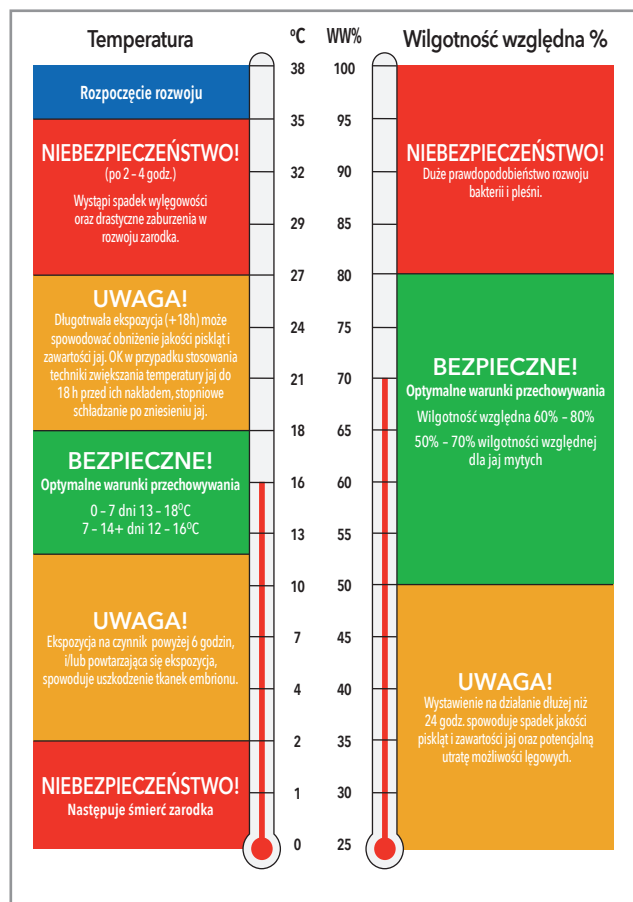 Temperatura
Rozpoczęcie rozwoju
NIEBEZPIECZEŃSTWO!
(po 2 – 4 godz.)
Wystąpi spadek wylęgowości
oraz drastyczne zaburzenia w
rozwoju zarodka.
UWAGA!
Długotrwała ekspozycja (+18h) może
spowodować obniżenie jakości piskląt i
zawartości jaj. OK w przypadku stosowania
techniki zwiększania temperatury jaj do
18 h przed ich nakładem, stopniowe
schładzanie po zniesieniu jaj.
BEZPIECZNE!
Optymalne warunki przechowywania
0 – 7 dni 13 – 18⁰C
7 – 14+ dni 12 – 16⁰C
UWAGA!
Ekspozycja na czynnik powyżej 6 godzin,
i/lub powtarzająca się ekspozycja,
spowoduje uszkodzenie tkanek embrionu.
NIEBEZPIECZEŃSTWO!
Następuje śmierć zarodka
⁰C WW%
38 100
35 95
32 90
29 85
27 80
24 75
21 70
18 65
16 60
13 55
10 50
7 45
4 40
2 35
1 30
0 25
Wilgotność względna %
NIEBEZPIECZEŃSTWO!
Duże prawdopodobieństwo rozwoju
bakterii i pleśni.
BEZPIECZNE!
Optymalne warunki przechowywania
Wilgotność względna 60% – 80%
50% – 70% wilgotności względnej
dla jaj mytych
UWAGA!
Wystawienie na działanie dłużej niż
24 godz. spowoduje spadek jakości
piskląt i zawartości jaj oraz potencjalną
utratę możliwości lęgowych.